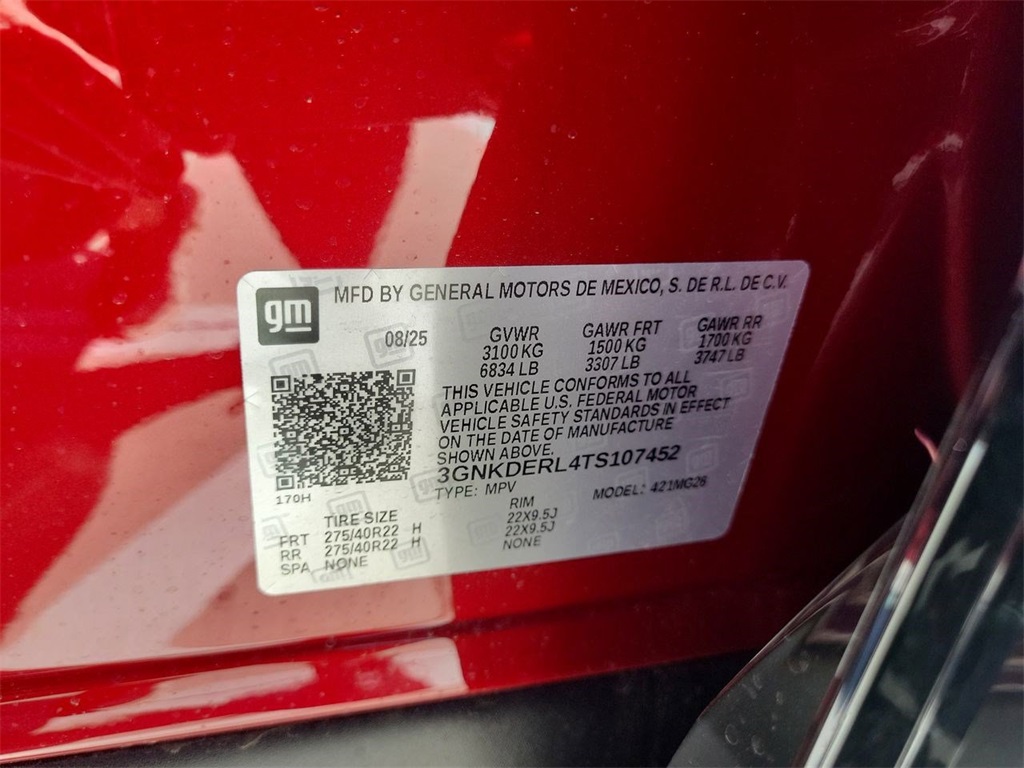 gm
MFD BY GENERAL MOTORS DE MEXICO, S. DE R.L. DE C.V.
08/25 GVWR GAWR FRT GAWR RR
3100 KG 1500 KG 1700 KG
6834 LB 3307 LB 3747 LB
THIS VEHICLE CONFORMS TO ALL
APPLICABLE U.S. FEDERAL MOTOR
VEHICLE SAFETY STANDARDS IN EFFECT
ON THE DATE OF MANUFACTURE
SHOWN ABOVE.
3GNKDERL4TS107452
170H TYPE: MPV MODEL: 421MG26
TIRE SIZE RIM
FRT 275/40R22 H 22X9.5J
RR 275/40R22 H 22X9.5J
SPA NONE NONE